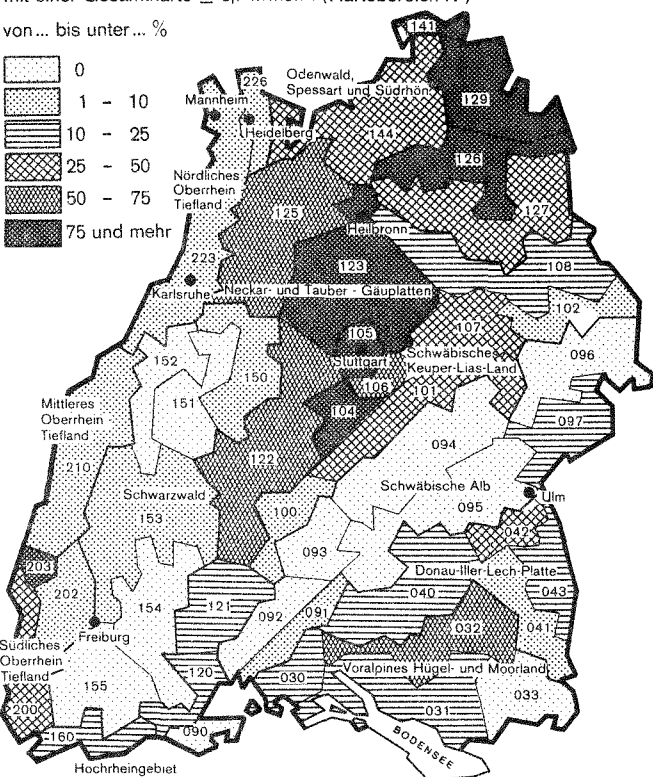 von ... bis unter ... %
0
1 - 10
10 - 25
25 - 50
50 - 75
75 und mehr
141
226
Odenwald,
Spessart und Südrhön
129
Mannheim
Heidelberg
144
126
Nördliches
Oberrhein
Tiefland
125
127
Heilbronn
223
123
108
Karlsruhe
Neckar- und Tauber - Gäuplatten
102
105
107
096
152
Stuttgart
Schwäbisches
Keuper-Lias-Land
150
106
101
151
104
097
Mittleres
Oberrhein
Tiefland
094
122
210
Schwäbische Alb
Schwarzwald
095
Ulm
100
153
042
093
203
Donau-Iller-Lech-Platte
202
154
121
040
043
092
091
032
041
Freiburg
Südliches
Oberrhein
Tiefland
120
030
Voralpines Hügel- und Moorland
155
033
200
031
160
090
BODENSEE
Hochrheingebiet